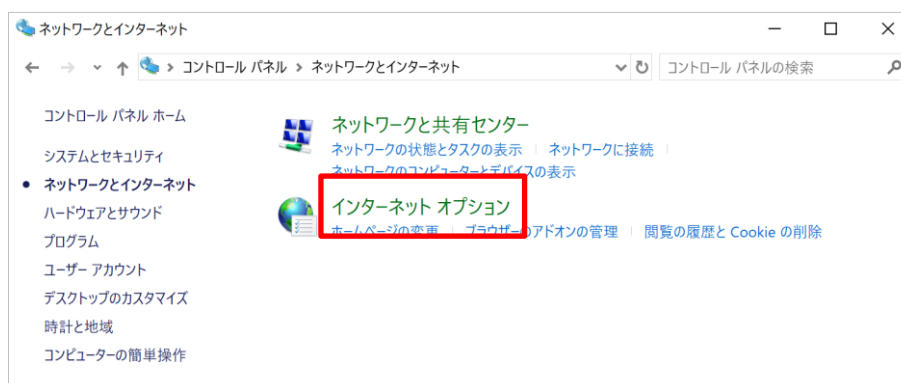 ネットワークとインターネット
コントロール パネル > ネットワークとインターネット
コントロール パネルの検索
コントロール パネル ホーム
システムとセキュリティ
ネットワークとインターネット
ハードウェアとサウンド
プログラム
ユーザー アカウント
デスクトップのカスタマイズ
時計と地域
コンピューターの簡単操作
ネットワークと共有センター
ネットワークの状態とタスクの表示 | ネットワークに接続 |
ネットワークのコンピューターとデバイスの表示
インターネット オプション
ホームページの変更 | ブラウザーのアドオンの管理 | 閲覧の履歴と Cookie の削除